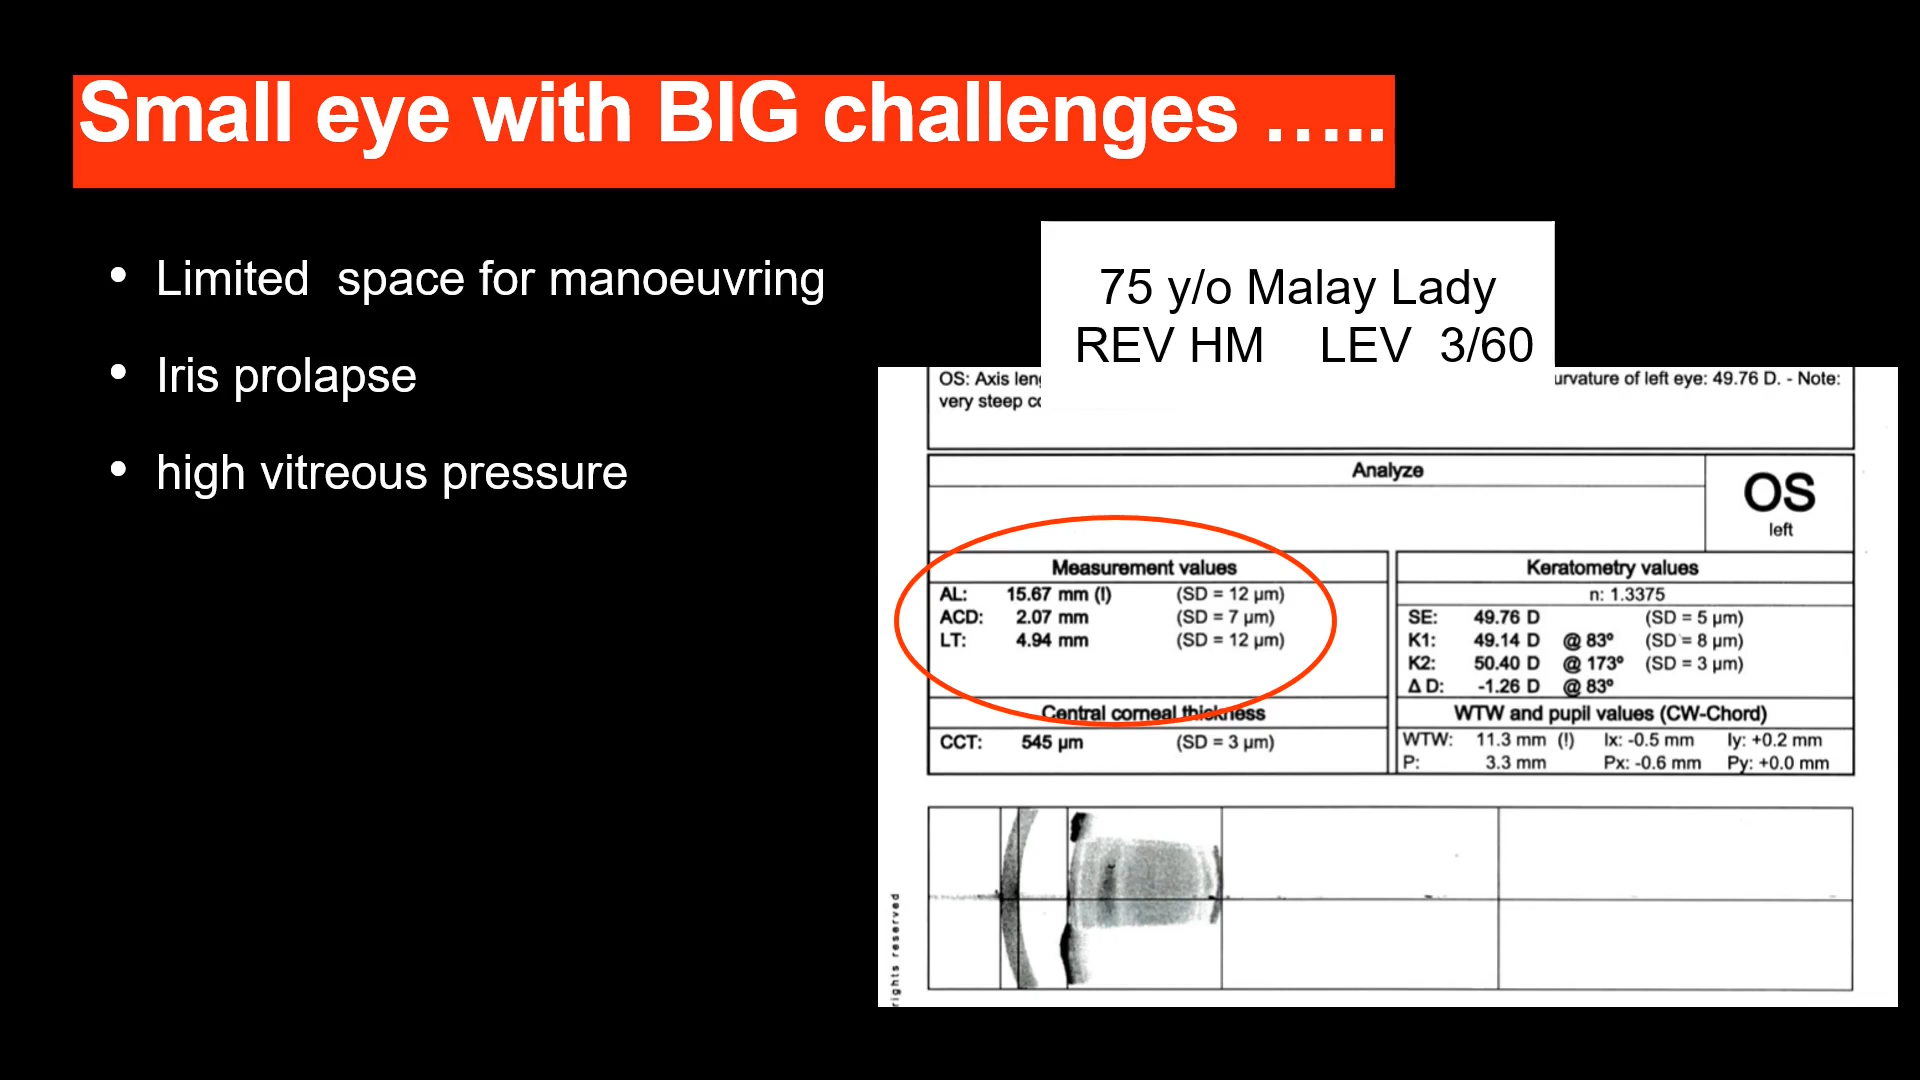 Small eye with BIG challenges …..
• Limited space for manoeuvring
• Iris prolapse
• high vitreous pressure
75 y/o Malay Lady
REV HM LEV 3/60
OS: Axis urvature of left eye: 49.76 D. - Note:
very steep
Analyze
OS
left
Measurement values
AL: 15.67 mm (!) (SD = 12 µm)
ACD: 2.07 mm (SD = 7 µm)
LT: 4.94 mm (SD = 12 µm)
Central corneal thickness
CCT: 545 µm (SD = 3 µm)
Keratometry values
n: 1.3375
SE: 49.76 D (SD = 5 µm)
K1: 49.14 D @ 83° (SD = 8 µm)
K2: 50.40 D @ 173° (SD = 3 µm)
Δ D: -1.26 D @ 83°
WTW and pupil values (CW-Chord)
WTW: 11.3 mm (!) Ix: -0.5 mm Iy: +0.2 mm
P: 3.3 mm Px: -0.6 mm Py: +0.0 mm
rights reserved